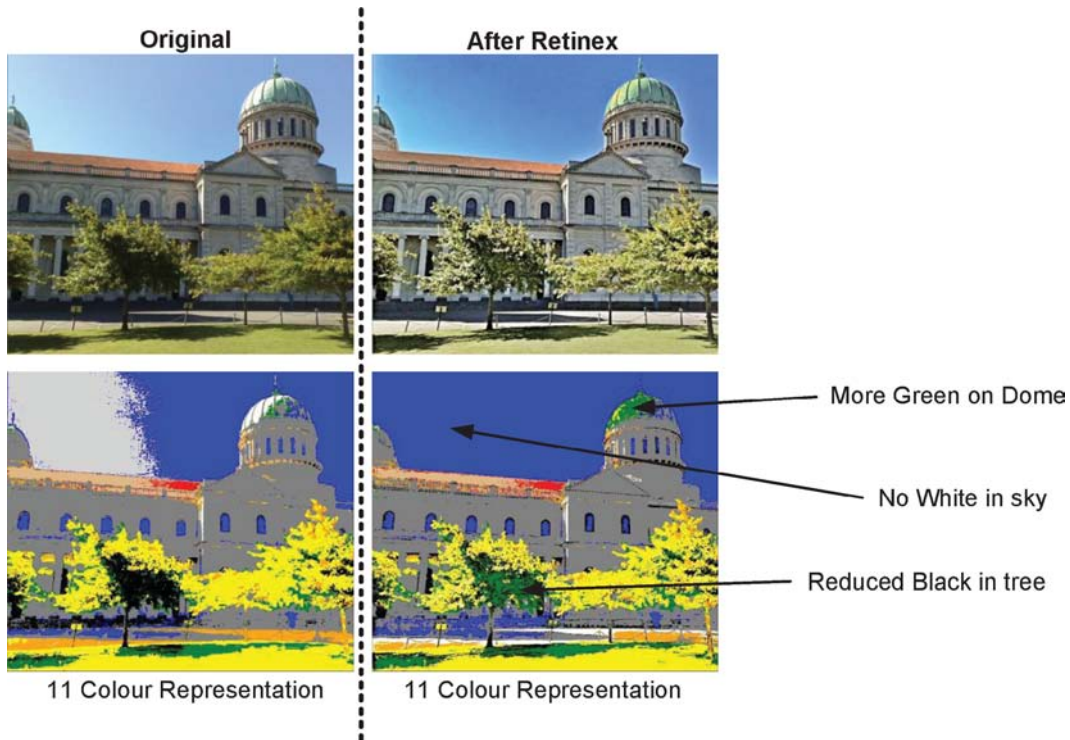 Original
After Retinex
More Green on Dome
No White in sky
Reduced Black in tree
11 Colour Representation
11 Colour Representation